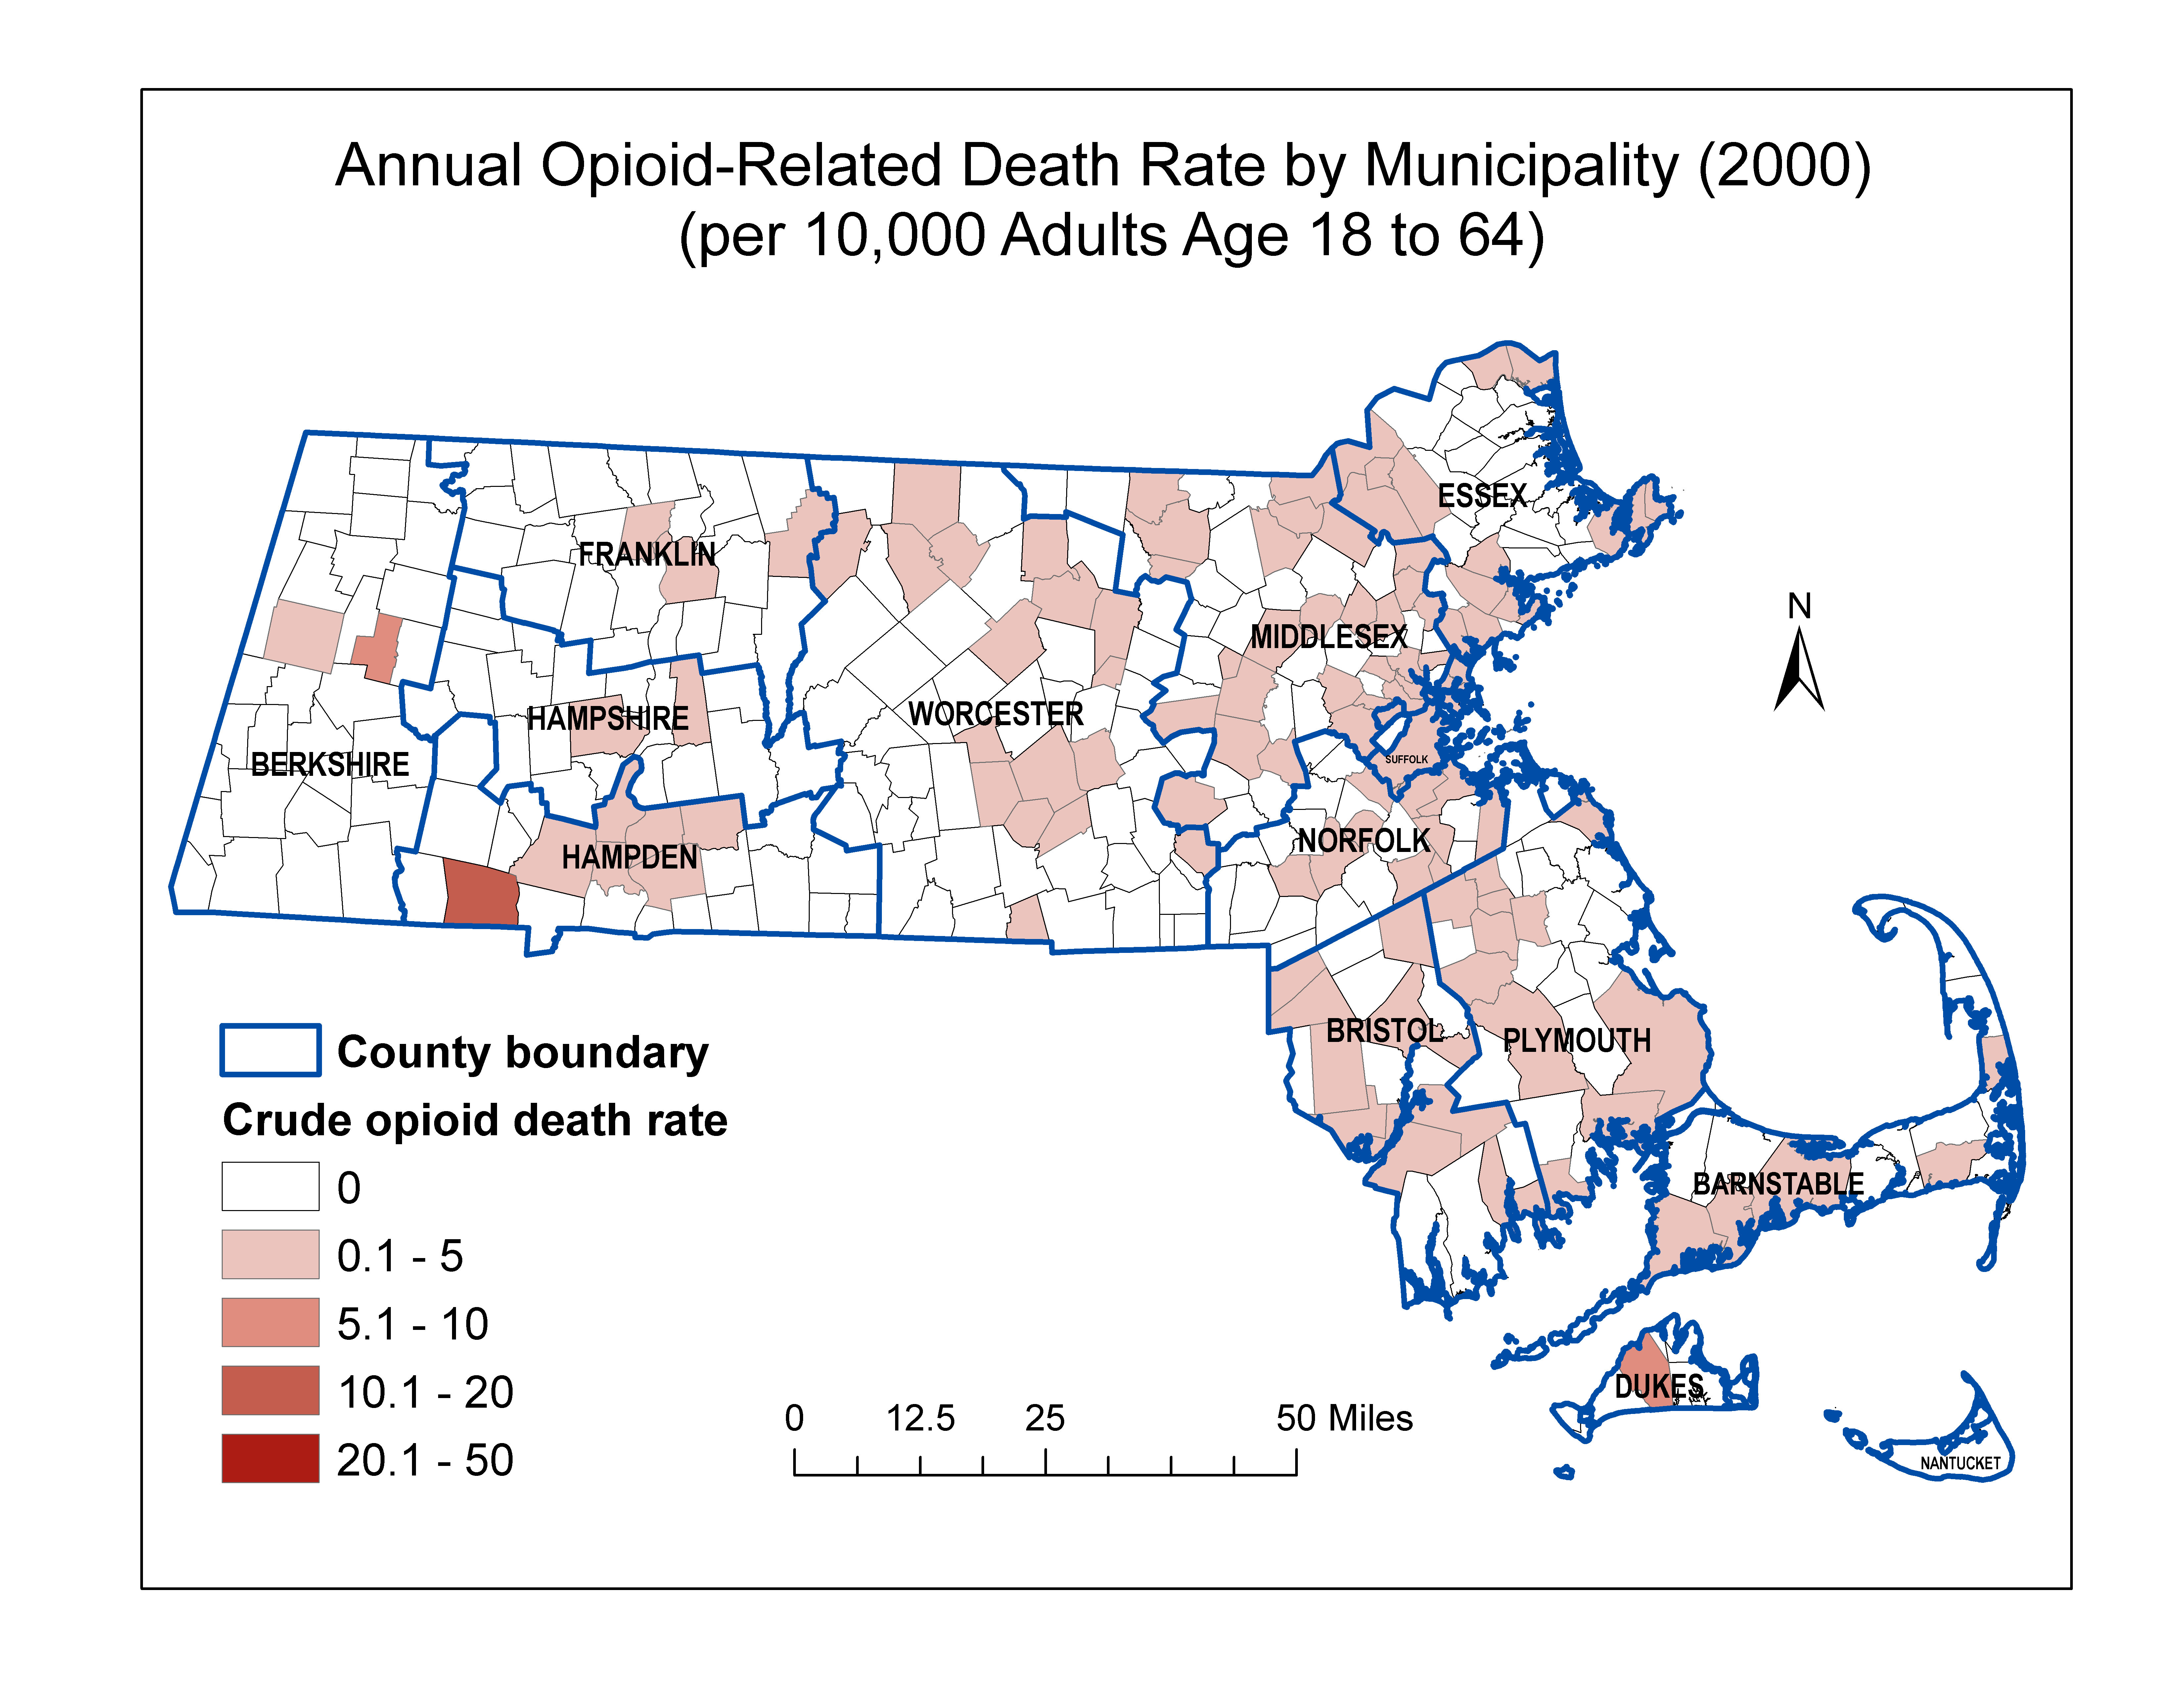 Annual Opioid-Related Death Rate by Municipality (2000)
(per 10,000 Adults Age 18 to 64)
ESSEX
FRANKLIN
N
MIDDLESEX
HAMPSHIRE
WORCESTER
BERKSHIRE
SUFFOLK
NORFOLK
HAMPDEN
BRISTOL
PLYMOUTH
BARNSTABLE
DUKES
NANTUCKET
County boundary
Crude opioid death rate
0
0.1 - 5
5.1 - 10
10.1 - 20
20.1 - 50
0 12.5 25 50 Miles